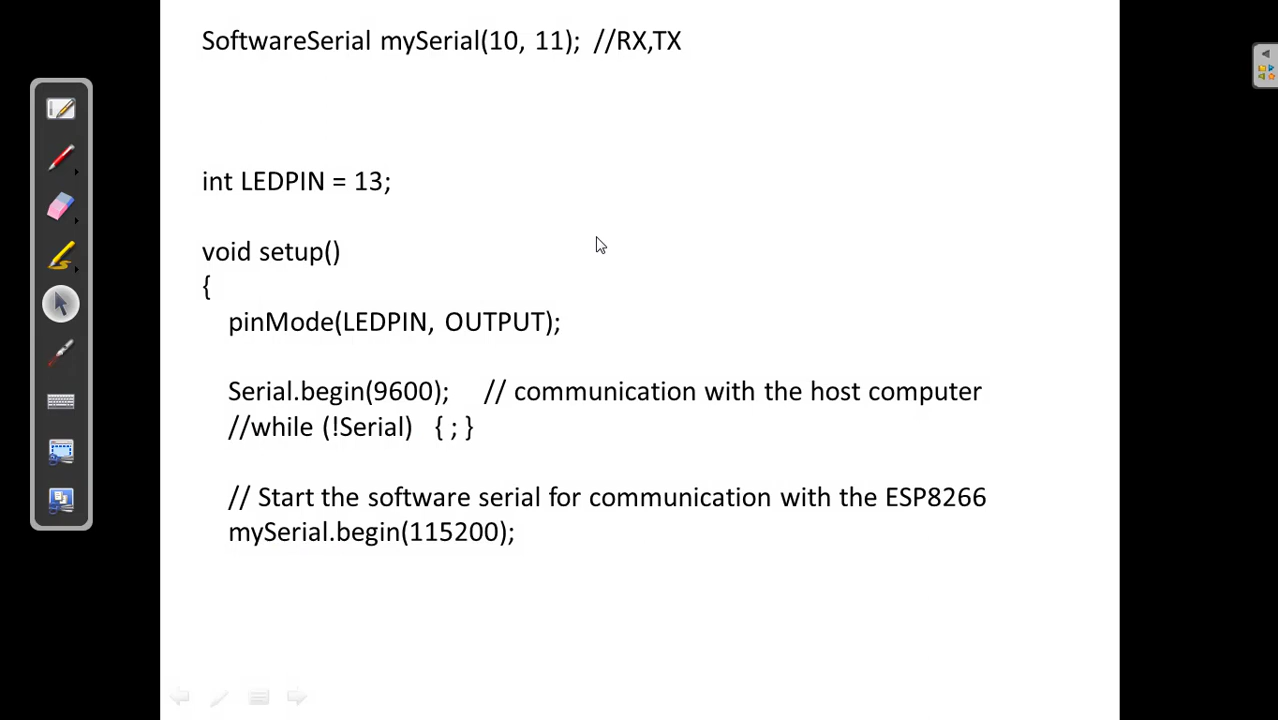 SoftwareSerial mySerial(10, 11);  //RX,TX
int LEDPIN = 13;
void setup()
{
pinMode(LEDPIN, OUTPUT);
Serial.begin(9600);     // communication with the host computer
//while (!Serial)   { ; }
// Start the software serial for communication with the ESP8266
mySerial.begin(115200);